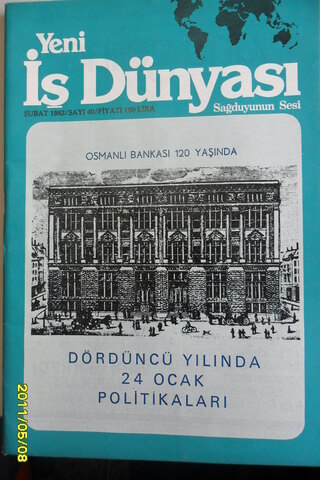 Yeni
İş Dünyası
ŞUBAT 1983/SAYI 40/FİYATI 150 LİRA
Sağduyunun Sesi
OSMANLI BANKASI 120 YAŞINDA
DÖRDÜNCÜ YILINDA
24 OCAK
POLİTİKALARI
2011/05/08